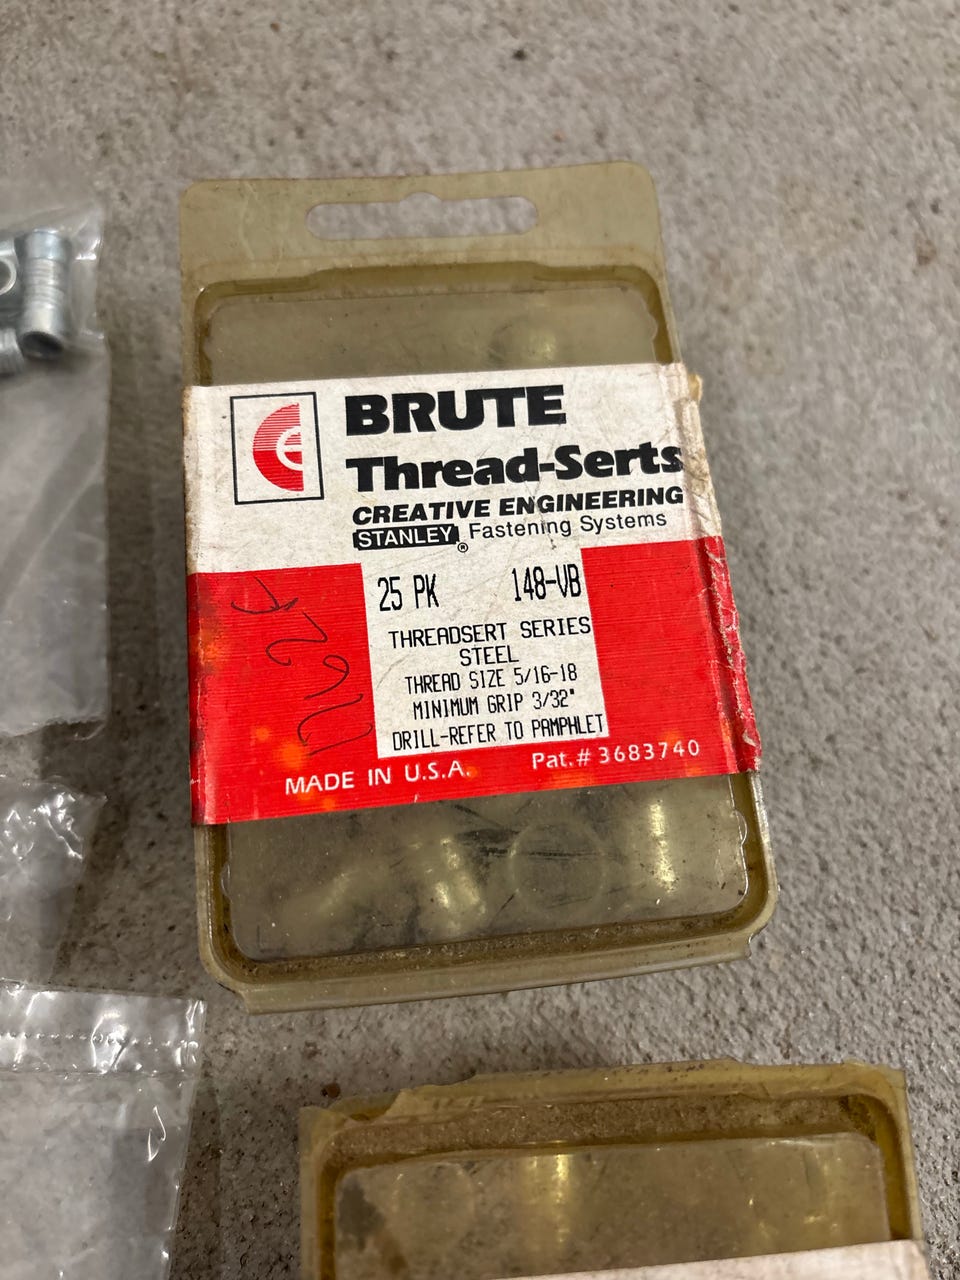 BRUTE
Thread-Serts
CREATIVE ENGINEERING
STANLEY® Fastening Systems
25 PK 148-VB
THREADSERT SERIES
STEEL
THREAD SIZE 5/16-18
MINIMUM GRIP 3/32"
DRILL-REFER TO PAMPHLET
MADE IN U.S.A. Pat.# 3683740